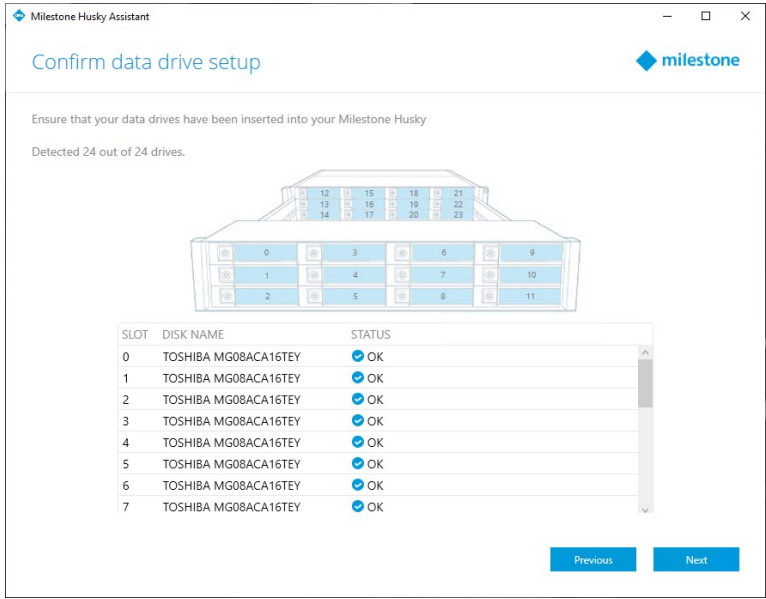 Milestone Husky Assistant
Confirm data drive setup
milestone
Ensure that your data drives have been inserted into your Milestone Husky
Detected 24 out of 24 drives.
12 15 18 21
13 16 19 22
14 17 20 23
0 3 6 9
1 4 7 10
2 5 8 11
SLOT DISK NAME STATUS
0 TOSHIBA MG08ACA16TEY OK
1 TOSHIBA MG08ACA16TEY OK
2 TOSHIBA MG08ACA16TEY OK
3 TOSHIBA MG08ACA16TEY OK
4 TOSHIBA MG08ACA16TEY OK
5 TOSHIBA MG08ACA16TEY OK
6 TOSHIBA MG08ACA16TEY OK
7 TOSHIBA MG08ACA16TEY OK
Previous Next